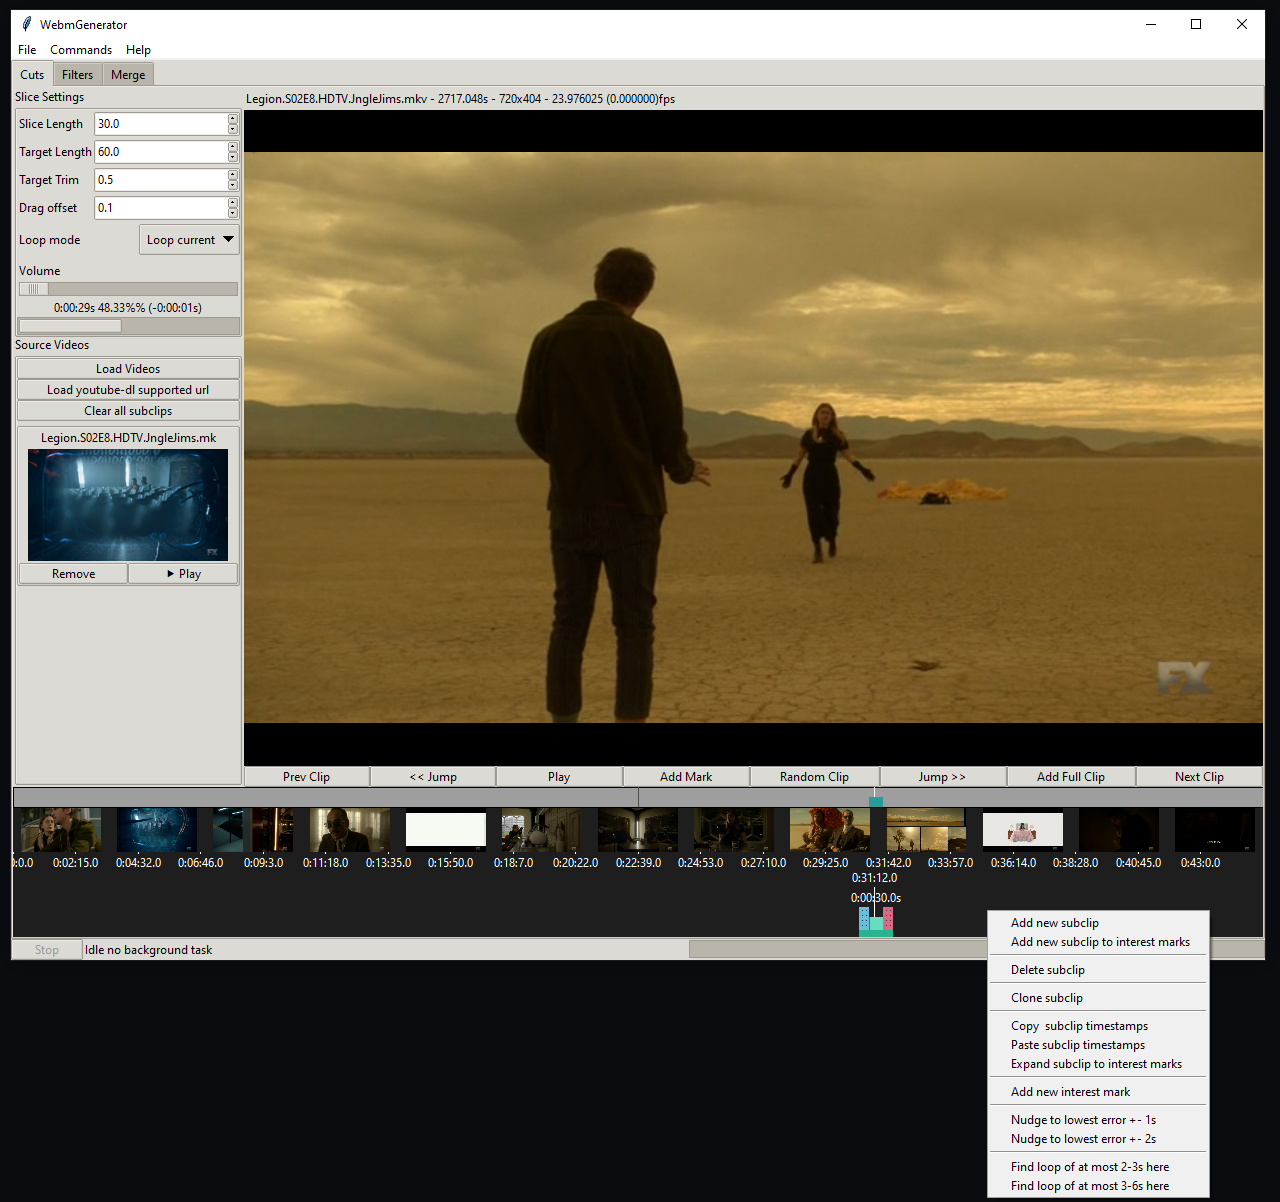 WebmGenerator
File Commands Help
Cuts Filters Merge
Slice Settings
Legion.S02E8.HDTV.JngleJims.mkv - 2717.048s - 720x404 - 23.976025 (0.000000)fps
Slice Length 30.0
Target Length 60.0
Target Trim 0.5
Drag offset 0.1
Loop mode Loop current
Volume
0:00:29s 48.33%% (-0:00:01s)
Source Videos
Load Videos
Load youtube-dl supported url
Clear all subclips
Legion.S02E8.HDTV.JngleJims.mk
FX
Remove ▶ Play
FX
Prev Clip << Jump Play Add Mark Random Clip Jump >> Add Full Clip Next Clip
:0.0 0:02:15.0 0:04:32.0 0:06:46.0 0:09:3.0 0:11:18.0 0:13:35.0 0:15:50.0 0:18:7.0 0:20:22.0 0:22:39.0 0:24:53.0 0:27:10.0 0:29:25.0 0:31:42.0 0:33:57.0 0:36:14.0 0:38:28.0 0:40:45.0 0:43:0.0
0:31:12.0
0:00:30.0s
Stop Idle no background task
Add new subclip
Add new subclip to interest marks
Delete subclip
Clone subclip
Copy  subclip timestamps
Paste subclip timestamps
Expand subclip to interest marks
Add new interest mark
Nudge to lowest error +- 1s
Nudge to lowest error +- 2s
Find loop of at most 2-3s here
Find loop of at most 3-6s here